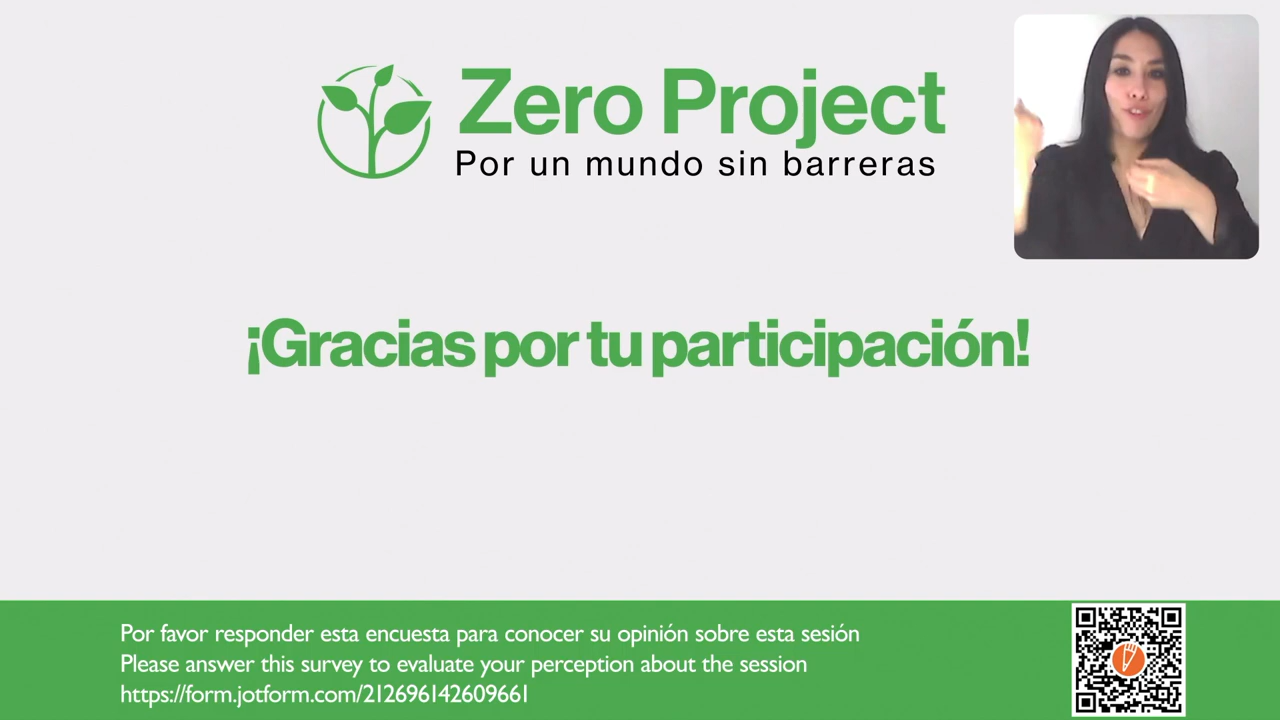 Zero Project
Por un mundo sin barreras
¡Gracias por tu participación!
Por favor responder esta encuesta para conocer su opinión sobre esta sesión
Please answer this survey to evaluate your perception about the session
https://form.jotform.com/212696142609661